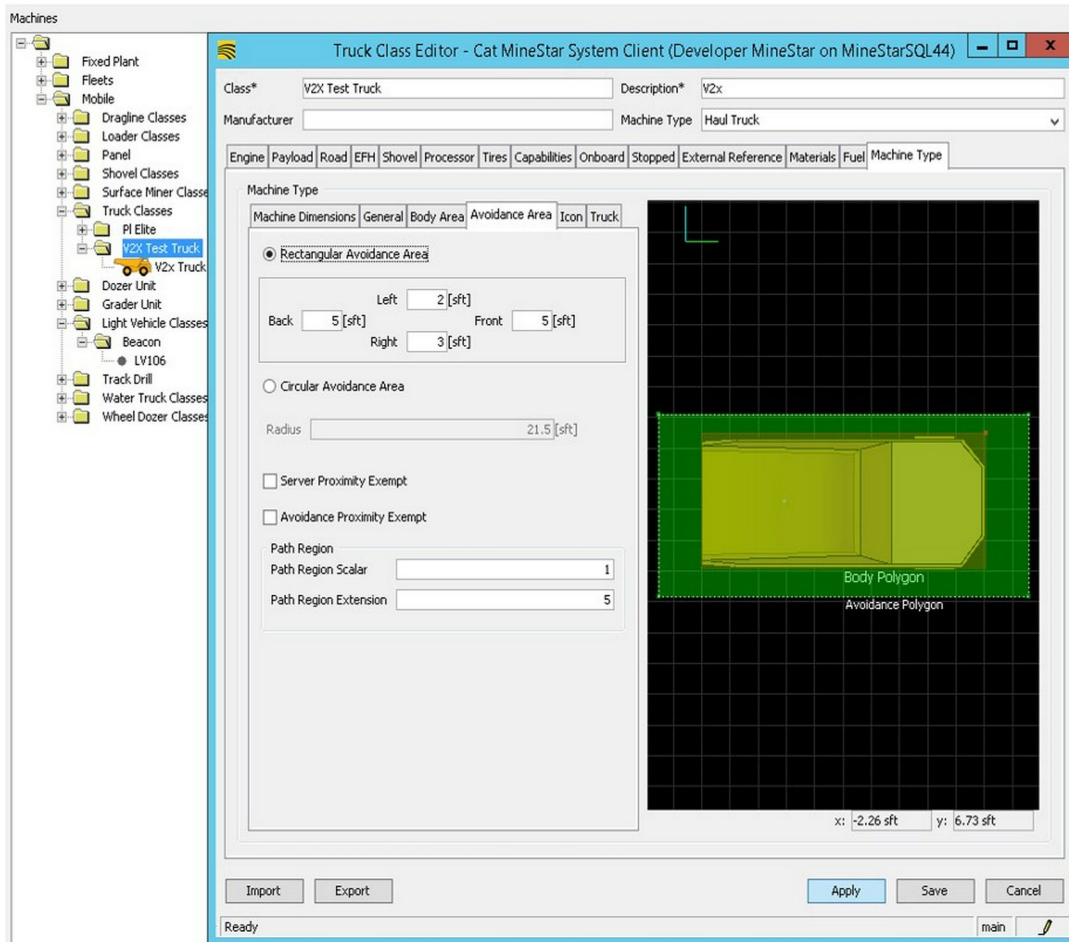 Machines
Fixed Plant
Fleets
Mobile
Dragline Classes
Loader Classes
Panel
Shovel Classes
Surface Miner Classe
Truck Classes
Pl Elite
V2X Test Truck
V2x Truck
Dozer Unit
Grader Unit
Light Vehicle Classes
Beacon
LV106
Track Drill
Water Truck Classes
Wheel Dozer Classes
Truck Class Editor - Cat MineStar System Client (Developer MineStar on MineStarSQL44)
Class* V2X Test Truck Description* V2x
Manufacturer Machine Type Haul Truck
Engine Payload Road EFH Shovel Processor Tires Capabilities Onboard Stopped External Reference Materials Fuel Machine Type
Machine Type
Machine Dimensions General Body Area Avoidance Area Icon Truck
Rectangular Avoidance Area
Left 2 [sft]
Back 5 [sft] Front 5 [sft]
Right 3 [sft]
Circular Avoidance Area
Radius 21.5 [sft]
Server Proximity Exempt
Avoidance Proximity Exempt
Path Region
Path Region Scalar 1
Path Region Extension 5
Body Polygon
Avoidance Polygon
x: -2.26 sft y: 6.73 sft
Import Export Apply Save Cancel
Ready main